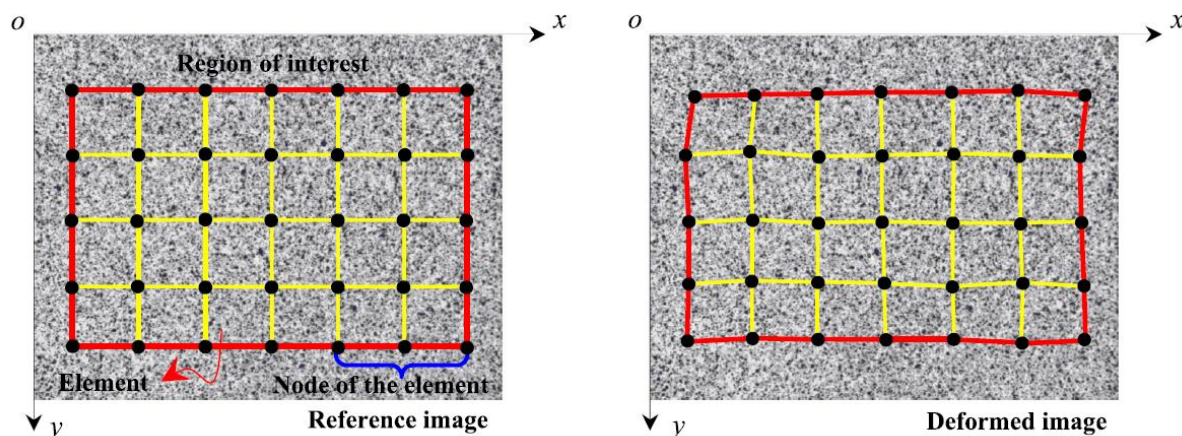 o
x
Region of interest
Element
Node of the element
Reference image
y
o
x
Deformed image
y